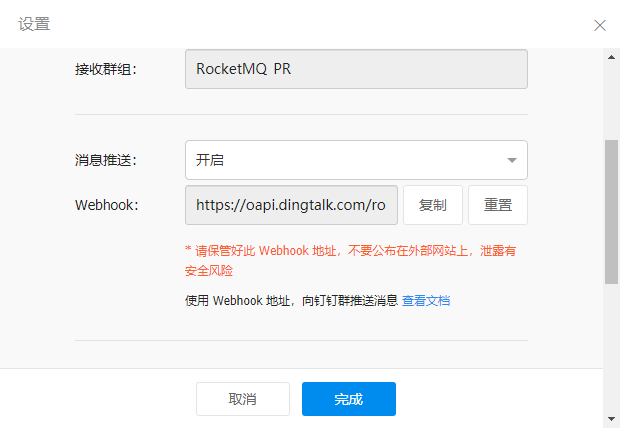 设置
接收群组： RocketMQ PR
消息推送： 开启
Webhook： https://oapi.dingtalk.com/ro 复制 重置
* 请保管好此 Webhook 地址，不要公布在外部网站上，泄露有
安全风险
使用 Webhook 地址，向钉钉群推送消息 查看文档
取消 完成